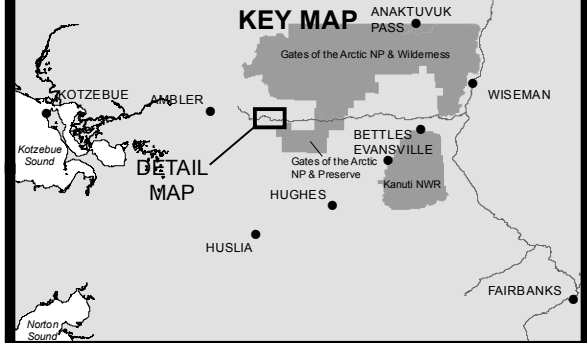 KEY MAP
ANAKTUVUK
PASS
Gates of the Arctic NP & Wilderness
WISEMAN
KOTZEBUE
AMBLER
Kotzebue
Sound
DETAIL
MAP
BETTLES
EVANSVILLE
Gates of the Arctic
NP & Preserve
Kanuti NWR
HUGHES
HUSLIA
FAIRBANKS
Norton
Sound